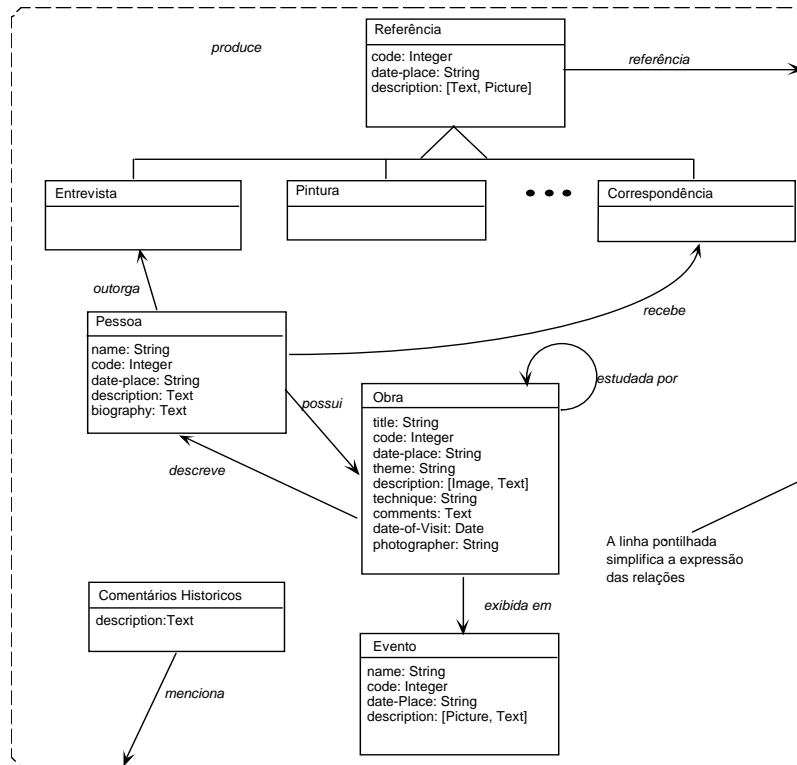 Referência
produce
code: Integer
date-place: String
description: [Text, Picture]
referência
Entrevista
Pintura
Correspondência
outorga
recebe
Pessoa
name: String
code: Integer
date-place: String
description: Text
biography: Text
estudada por
possui
Obra
title: String
code: Integer
date-place: String
theme: String
description: [Image, Text]
technique: String
comments: Text
date-of-Visit: Date
photographer: String
descreve
A linha pontilhada
simplifica a expressão
das relações
Comentários Historicos
description:Text
exibida em
Evento
name: String
code: Integer
date-Place: String
description: [Picture, Text]
menciona